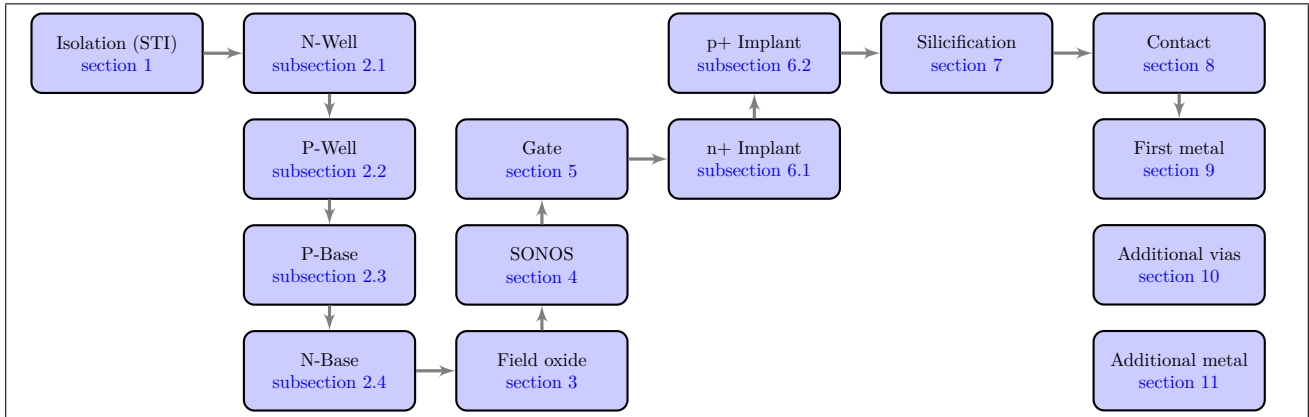 Isolation (STI)
section 1
N-Well
subsection 2.1
P-Well
subsection 2.2
P-Base
subsection 2.3
N-Base
subsection 2.4
Field oxide
section 3
SONOS
section 4
Gate
section 5
n+ Implant
subsection 6.1
p+ Implant
subsection 6.2
Silicification
section 7
Contact
section 8
First metal
section 9
Additional vias
section 10
Additional metal
section 11